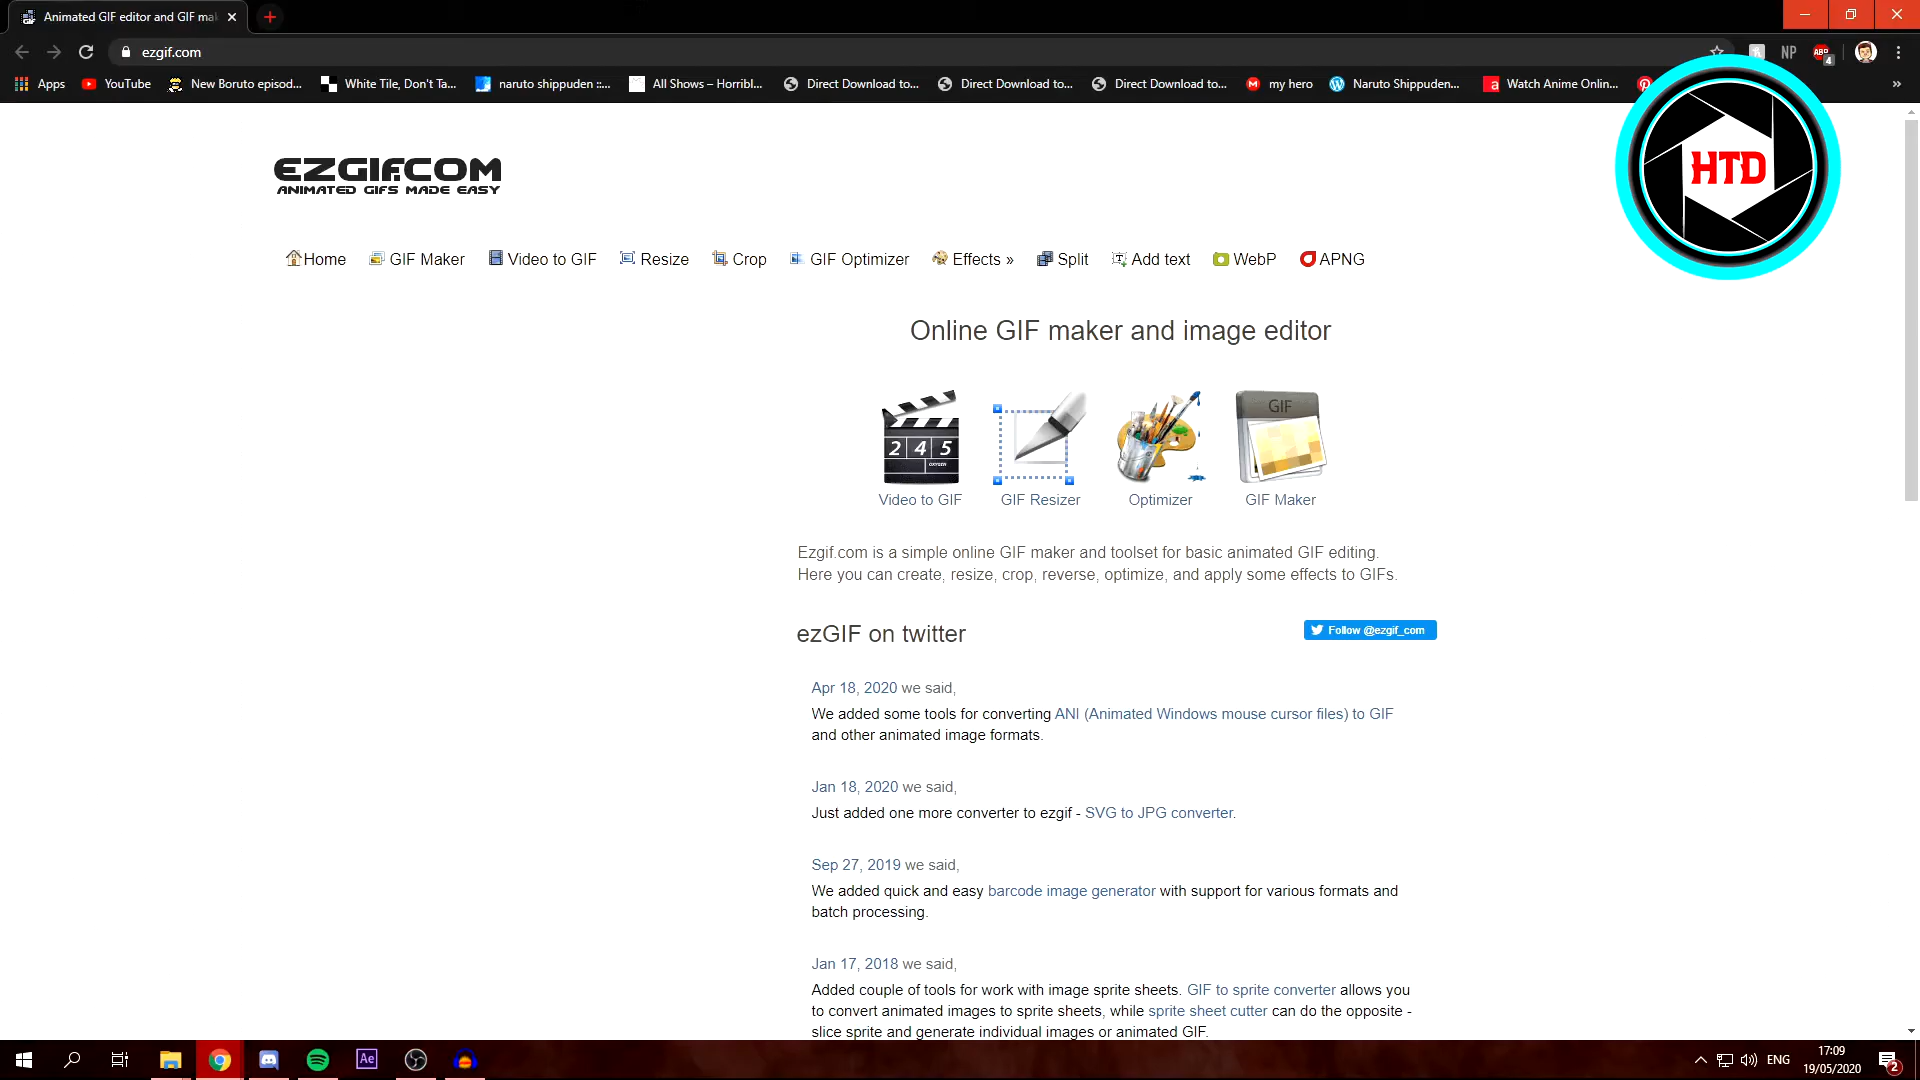 Animated GIF editor and GIF ma
ezgif.com
NP
ABP
4
Apps
YouTube
New Boruto episod...
White Tile, Don't Ta...
naruto shippuden ::...
All Shows – Horribl...
Direct Download to...
Direct Download to...
Direct Download to...
my hero
Naruto Shippuden...
Watch Anime Onlin...
»
HTD
EZGIF.COM
ANIMATED GIFS MADE EASY
Home
GIF Maker
Video to GIF
Resize
Crop
GIF Optimizer
Effects »
Split
Add text
WebP
APNG
Online GIF maker and image editor
2 4 5
GIF
Video to GIF
GIF Resizer
Optimizer
GIF Maker
Ezgif.com is a simple online GIF maker and toolset for basic animated GIF editing.
Here you can create, resize, crop, reverse, optimize, and apply some effects to GIFs.
ezGIF on twitter
Follow @ezgif_com
Apr 18, 2020 we said,
We added some tools for converting ANI (Animated Windows mouse cursor files) to GIF
and other animated image formats.
Jan 18, 2020 we said,
Just added one more converter to ezgif - SVG to JPG converter.
Sep 27, 2019 we said,
We added quick and easy barcode image generator with support for various formats and
batch processing.
Jan 17, 2018 we said,
Added couple of tools for work with image sprite sheets. GIF to sprite converter allows you
to convert animated images to sprite sheets, while sprite sheet cutter can do the opposite -
slice sprite and generate individual images or animated GIF.
Ae
ENG
17:09
19/05/2020
2